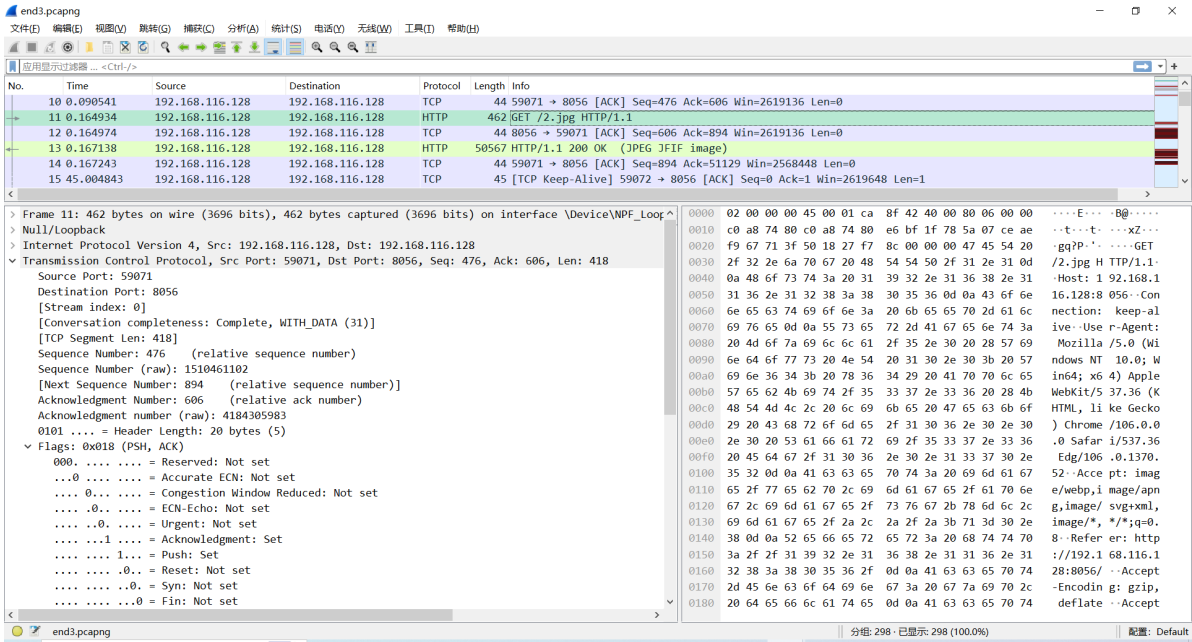 end3.pcapng
文件(F) 编辑(E) 视图(V) 跳转(G) 捕获(C) 分析(A) 统计(S) 电话(Y) 无线(W) 工具(T) 帮助(H)
应用显示过滤器 … <Ctrl-/>
No. Time Source Destination Protocol Length Info
10 0.090541 192.168.116.128 192.168.116.128 TCP 44 59071 → 8056 [ACK] Seq=476 Ack=606 Win=2619136 Len=0
11 0.164934 192.168.116.128 192.168.116.128 HTTP 462 GET /2.jpg HTTP/1.1
12 0.164974 192.168.116.128 192.168.116.128 TCP 44 8056 → 59071 [ACK] Seq=606 Ack=894 Win=2619136 Len=0
13 0.167138 192.168.116.128 192.168.116.128 HTTP 50567 HTTP/1.1 200 OK  (JPEG JFIF image)
14 0.167243 192.168.116.128 192.168.116.128 TCP 44 59071 → 8056 [ACK] Seq=894 Ack=51129 Win=2568448 Len=0
15 45.004843 192.168.116.128 192.168.116.128 TCP 45 [TCP Keep-Alive] 59072 → 8056 [ACK] Seq=0 Ack=1 Win=2619648 Len=1
Frame 11: 462 bytes on wire (3696 bits), 462 bytes captured (3696 bits) on interface \Device\NPF_Loop
Null/Loopback
Internet Protocol Version 4, Src: 192.168.116.128, Dst: 192.168.116.128
Transmission Control Protocol, Src Port: 59071, Dst Port: 8056, Seq: 476, Ack: 606, Len: 418
Source Port: 59071
Destination Port: 8056
[Stream index: 0]
[Conversation completeness: Complete, WITH_DATA (31)]
[TCP Segment Len: 418]
Sequence Number: 476    (relative sequence number)
Sequence Number (raw): 1510461102
[Next Sequence Number: 894    (relative sequence number)]
Acknowledgment Number: 606    (relative ack number)
Acknowledgment number (raw): 4184305983
0101 .... = Header Length: 20 bytes (5)
Flags: 0x018 (PSH, ACK)
000. .... .... = Reserved: Not set
...0 .... .... = Accurate ECN: Not set
.... 0... .... = Congestion Window Reduced: Not set
.... .0.. .... = ECN-Echo: Not set
.... ..0. .... = Urgent: Not set
.... ...1 .... = Acknowledgment: Set
.... .... 1... = Push: Set
.... .... .0.. = Reset: Not set
.... .... ..0. = Syn: Not set
.... .... ...0 = Fin: Not set
0000 02 00 00 00 45 00 01 ca 8f 42 40 00 80 06 00 00 ····E··· ·B@·····
0010 c0 a8 74 80 c0 a8 74 80 e6 bf 1f 78 5a 07 ce ae ··t···t· ···xZ···
0020 f9 67 71 3f 50 18 27 f7 8c 00 00 00 47 45 54 20 ·gq?P·'· ····GET
0030 2f 32 2e 6a 70 67 20 48 54 54 50 2f 31 2e 31 0d /2.jpg H TTP/1.1·
0040 0a 48 6f 73 74 3a 20 31 39 32 2e 31 36 38 2e 31 ·Host: 1 92.168.1
0050 31 36 2e 31 32 38 3a 38 30 35 36 0d 0a 43 6f 6e 16.128:8 056··Con
0060 6e 65 63 74 69 6f 6e 3a 20 6b 65 65 70 2d 61 6c nection:  keep-al
0070 69 76 65 0d 0a 55 73 65 72 2d 41 67 65 6e 74 3a ive··Use r-Agent:
0080 20 4d 6f 7a 69 6c 6c 61 2f 35 2e 30 20 28 57 69 Mozilla /5.0 (Wi
0090 6e 64 6f 77 73 20 4e 54 20 31 30 2e 30 3b 20 57 ndows NT  10.0; W
00a0 69 6e 36 34 3b 20 78 36 34 29 20 41 70 70 6c 65 in64; x6 4) Apple
00b0 57 65 62 4b 69 74 2f 35 33 37 2e 33 36 20 28 4b WebKit/5 37.36 (K
00c0 48 54 4d 4c 2c 20 6c 69 6b 65 20 47 65 63 6b 6f HTML, li ke Gecko
00d0 29 20 43 68 72 6f 6d 65 2f 31 30 36 2e 30 2e 30 ) Chrome /106.0.0
00e0 2e 30 20 53 61 66 61 72 69 2f 35 33 37 2e 33 36 .0 Safar i/537.36
00f0 20 45 64 67 2f 31 30 36 2e 30 2e 31 33 37 30 2e Edg/106 .0.1370.
0100 35 32 0d 0a 41 63 63 65 70 74 3a 20 69 6d 61 67 52··Acce pt: imag
0110 65 2f 77 65 62 70 2c 69 6d 61 67 65 2f 61 70 6e e/webp,i mage/apn
0120 67 2c 69 6d 61 67 65 2f 73 76 67 2b 78 6d 6c 2c g,image/ svg+xml,
0130 69 6d 61 67 65 2f 2a 2c 2a 2f 2a 3b 71 3d 30 2e image/*, */*;q=0.
0140 38 0d 0a 52 65 66 65 72 65 72 3a 20 68 74 74 70 8··Refer er: http
0150 3a 2f 2f 31 39 32 2e 31 36 38 2e 31 31 36 2e 31 ://192.1 68.116.1
0160 32 38 3a 38 30 35 36 2f 0d 0a 41 63 63 65 70 74 28:8056/ ··Accept
0170 2d 45 6e 63 6f 64 69 6e 67 3a 20 67 7a 69 70 2c -Encodin g: gzip,
0180 20 64 65 66 6c 61 74 65 0d 0a 41 63 63 65 70 74 deflate ··Accept
end3.pcapng 分组: 298 · 已显示: 298 (100.0%) 配置: Default